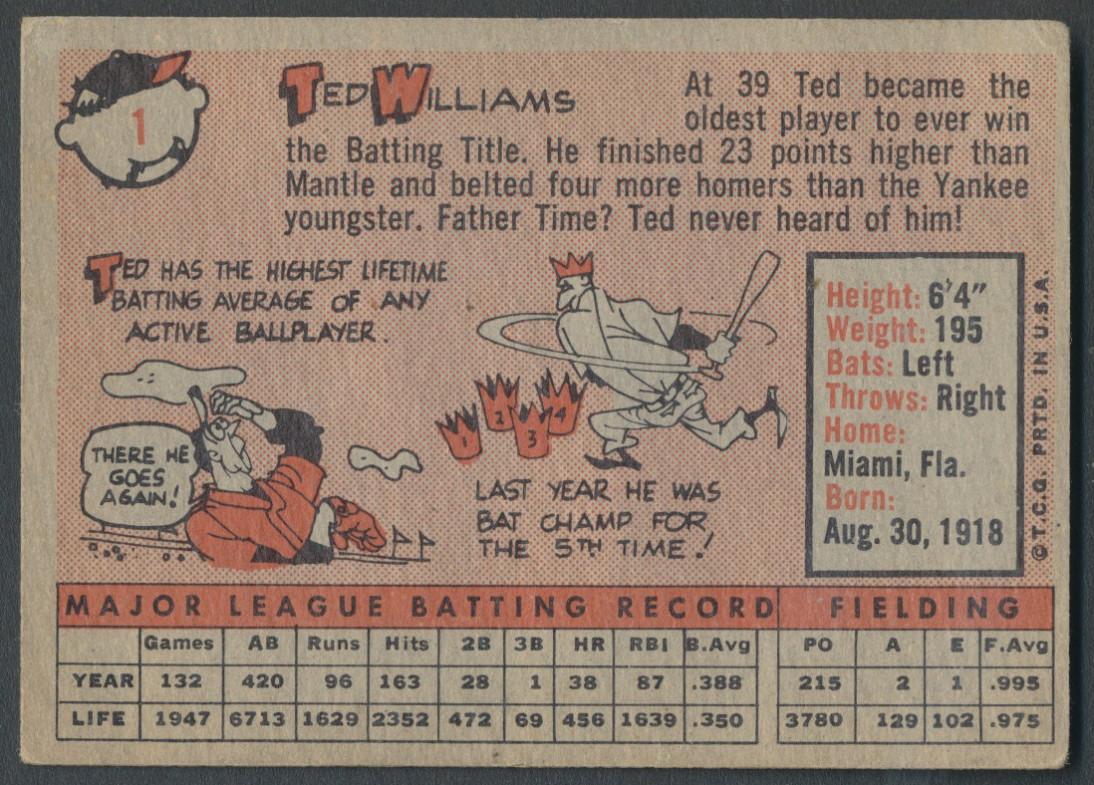 1
TED WILLIAMS
At 39 Ted became the
oldest player to ever win
the Batting Title. He finished 23 points higher than
Mantle and belted four more homers than the Yankee
youngster. Father Time? Ted never heard of him!
TED HAS THE HIGHEST LIFETIME
BATTING AVERAGE OF ANY
ACTIVE BALLPLAYER.
THERE HE
GOES
AGAIN!
1 2 3 4
LAST YEAR HE WAS
BAT CHAMP FOR
THE 5TH TIME!
Height: 6'4"
Weight: 195
Bats: Left
Throws: Right
Home:
Miami, Fla.
Born:
Aug. 30, 1918
©T.C.G. PRTD. IN U.S.A.
MAJOR LEAGUE BATTING RECORD FIELDING
Games AB Runs Hits 2B 3B HR RBI B.Avg PO A E F.Avg
YEAR 132 420 96 163 28 1 38 87 .388 215 2 1 .995
LIFE 1947 6713 1629 2352 472 69 456 1639 .350 3780 129 102 .975